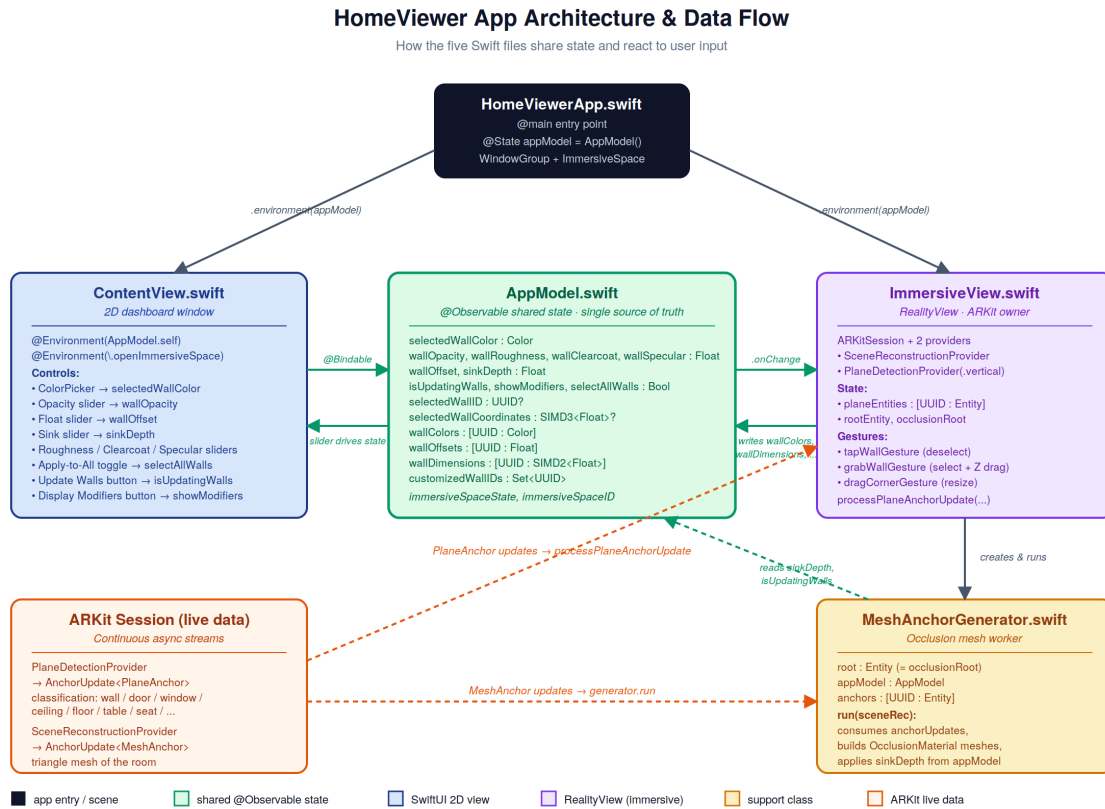 HomeViewer App Architecture & Data Flow
How the five Swift files share state and react to user input
HomeViewerApp.swift
@main entry point
@State appModel = AppModel()
WindowGroup + ImmersiveSpace
.environment(appModel)
.environment(appModel)
ContentView.swift
2D dashboard window
@Environment(AppModel.self)
@Environment(\.openImmersiveSpace)
Controls:
• ColorPicker → selectedWallColor
• Opacity slider → wallOpacity
• Float slider → wallOffset
• Sink slider → sinkDepth
• Roughness / Clearcoat / Specular sliders
• Apply-to-All toggle → selectAllWalls
• Update Walls button → isUpdatingWalls
• Display Modifiers button → showModifiers
@Bindable
slider drives state
AppModel.swift
@Observable shared state · single source of truth
selectedWallColor : Color
wallOpacity, wallRoughness, wallClearcoat, wallSpecular : Float
wallOffset, sinkDepth : Float
isUpdatingWalls, showModifiers, selectAllWalls : Bool
selectedWallID : UUID?
selectedWallCoordinates : SIMD3<Float>?
wallColors : [UUID : Color]
wallOffsets : [UUID : Float]
wallDimensions : [UUID : SIMD2<Float>]
customizedWallIDs : Set<UUID>
immersiveSpaceState, immersiveSpaceID
.onChange
writes wallColors,
wallDimensions,...
ImmersiveView.swift
RealityView · ARKit owner
ARKitSession + 2 providers
• SceneReconstructionProvider
• PlaneDetectionProvider(.vertical)
State:
• planeEntities : [UUID : Entity]
• rootEntity, occlusionRoot
Gestures:
• tapWallGesture (deselect)
• grabWallGesture (select + Z drag)
• dragCornerGesture (resize)
processPlaneAnchorUpdate(...)
PlaneAnchor updates → processPlaneAnchorUpdate
reads sinkDepth,
isUpdatingWalls
creates & runs
ARKit Session (live data)
Continuous async streams
PlaneDetectionProvider
→ AnchorUpdate<PlaneAnchor>
classification: wall / door / window /
ceiling / floor / table / seat / ...
SceneReconstructionProvider
→ AnchorUpdate<MeshAnchor>
triangle mesh of the room
MeshAnchor updates → generator.run
MeshAnchorGenerator.swift
Occlusion mesh worker
root : Entity (= occlusionRoot)
appModel : AppModel
anchors : [UUID : Entity]
run(sceneRec):
consumes anchorUpdates,
builds OcclusionMaterial meshes,
applies sinkDepth from appModel
app entry / scene
shared @Observable state
SwiftUI 2D view
RealityView (immersive)
support class
ARKit live data